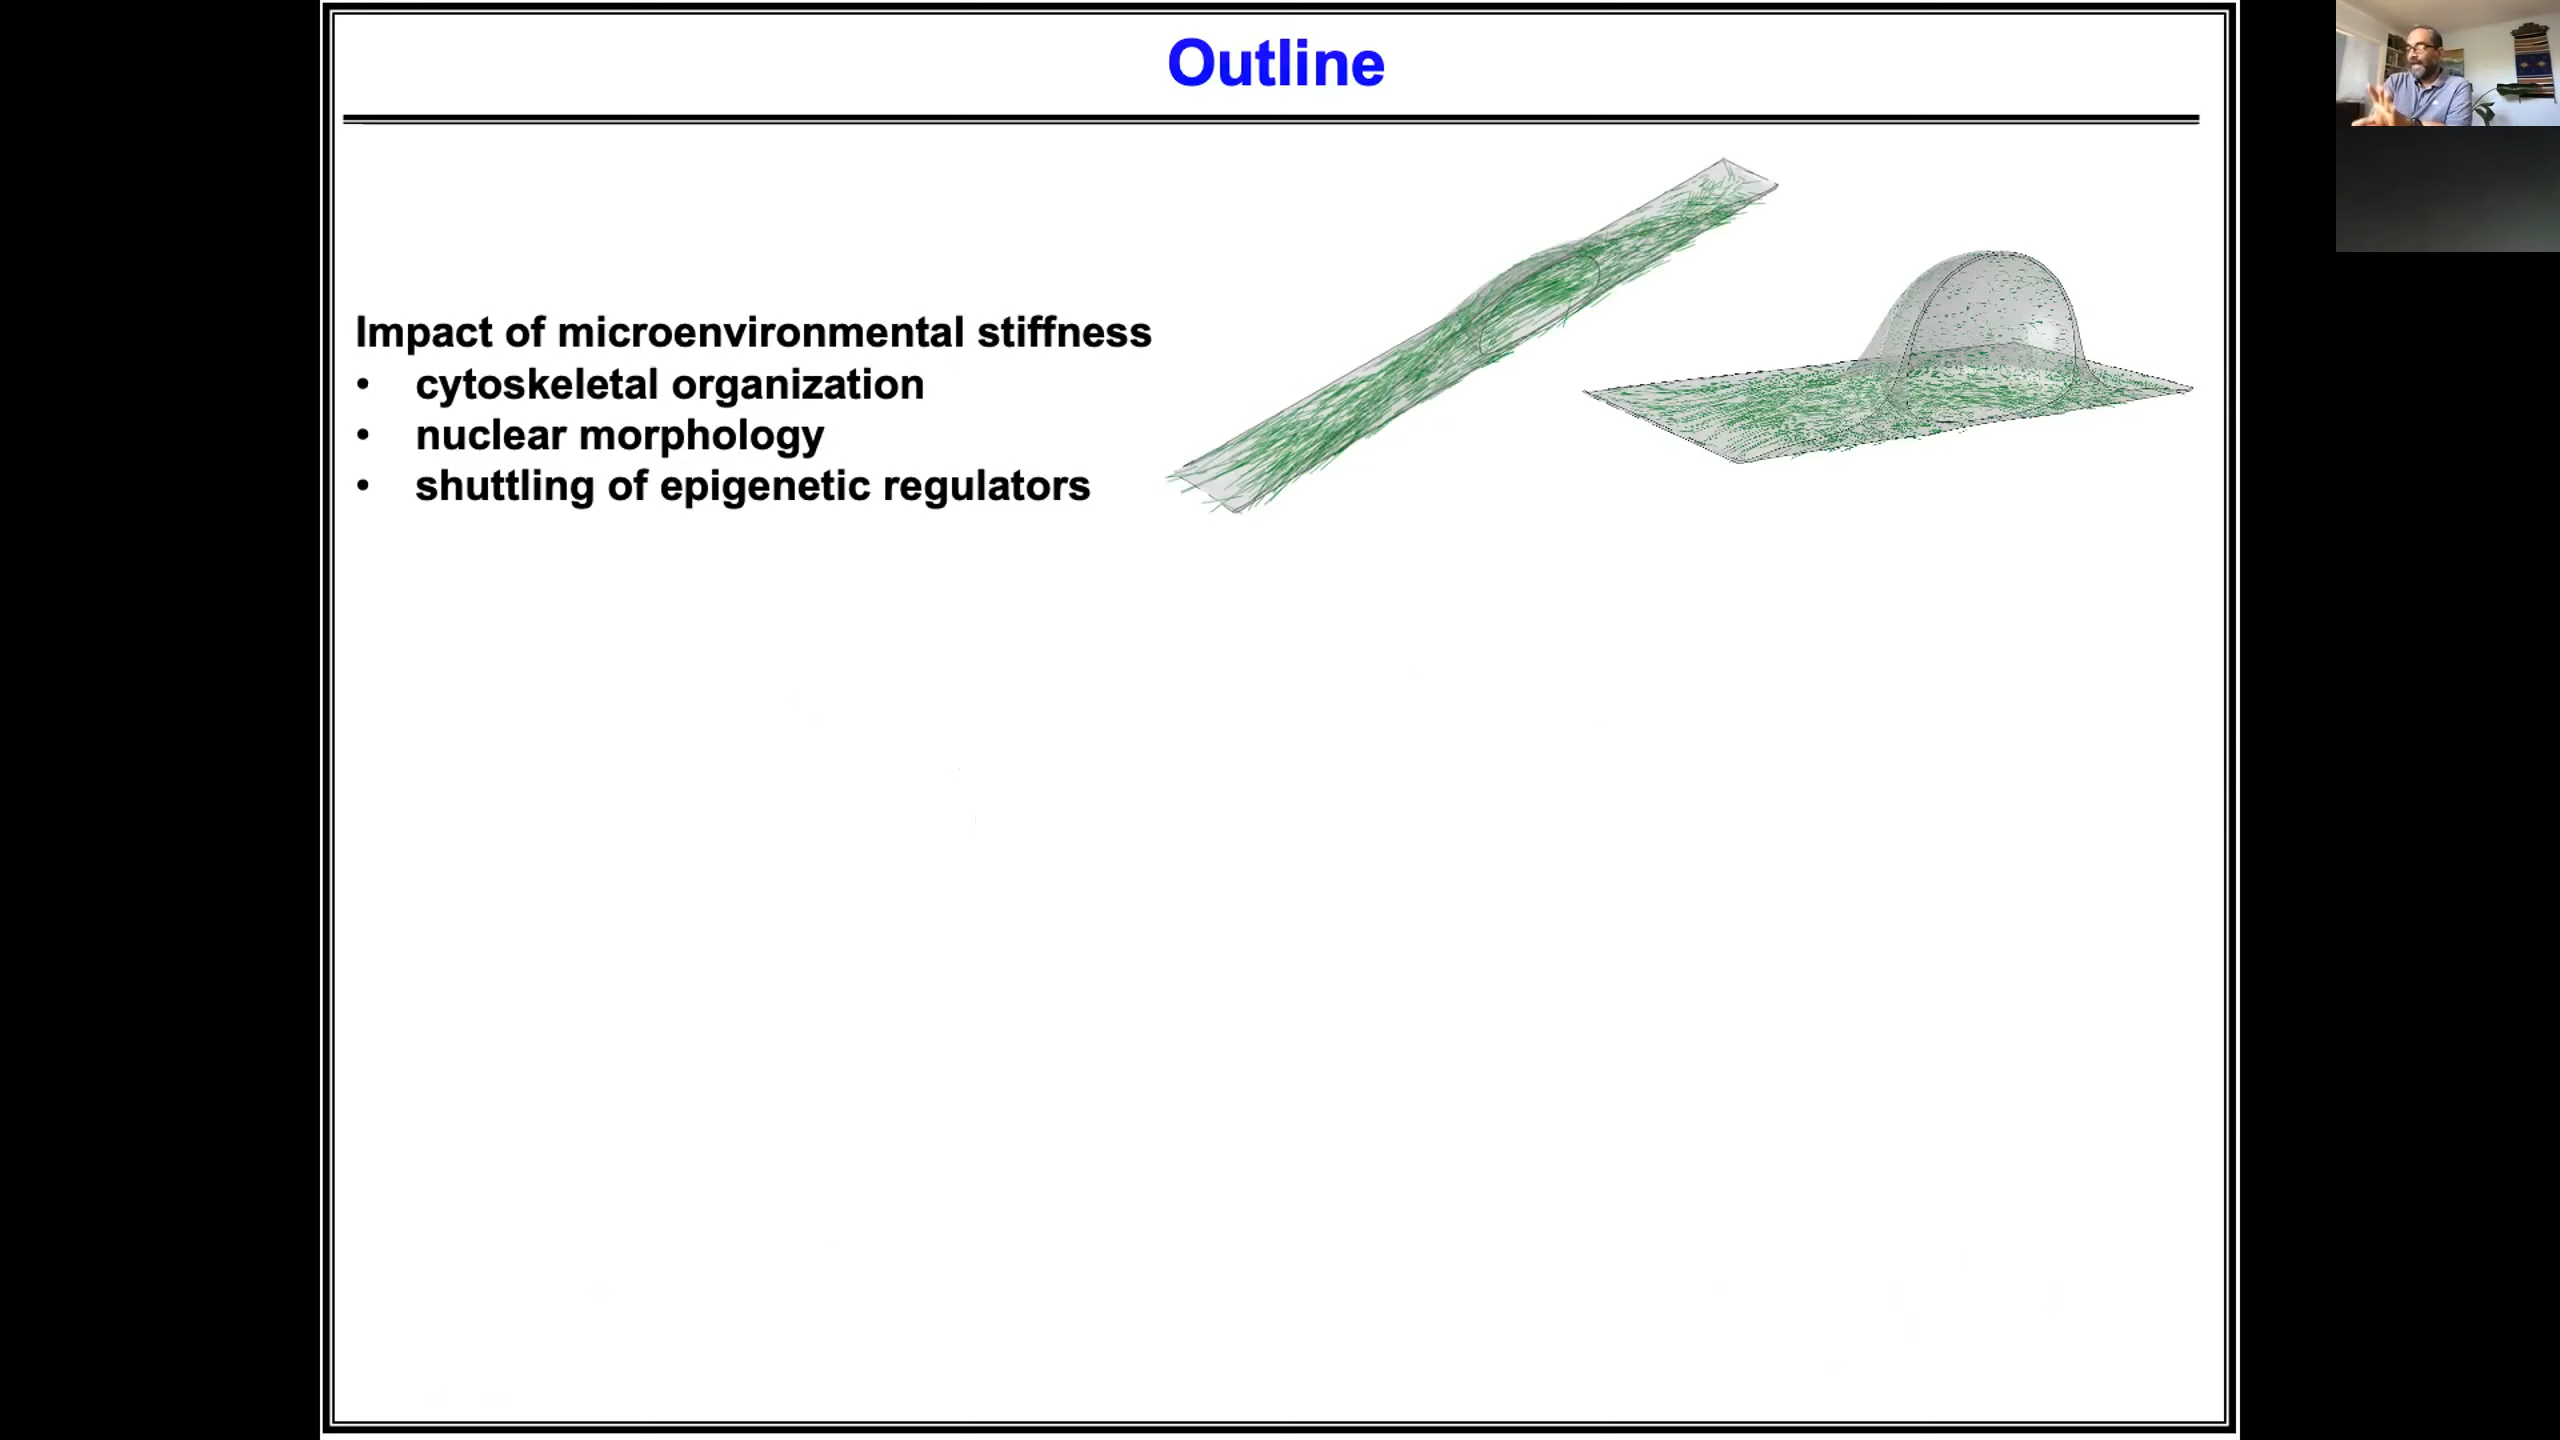 Outline
Impact of microenvironmental stiffness
• cytoskeletal organization
• nuclear morphology
• shuttling of epigenetic regulators